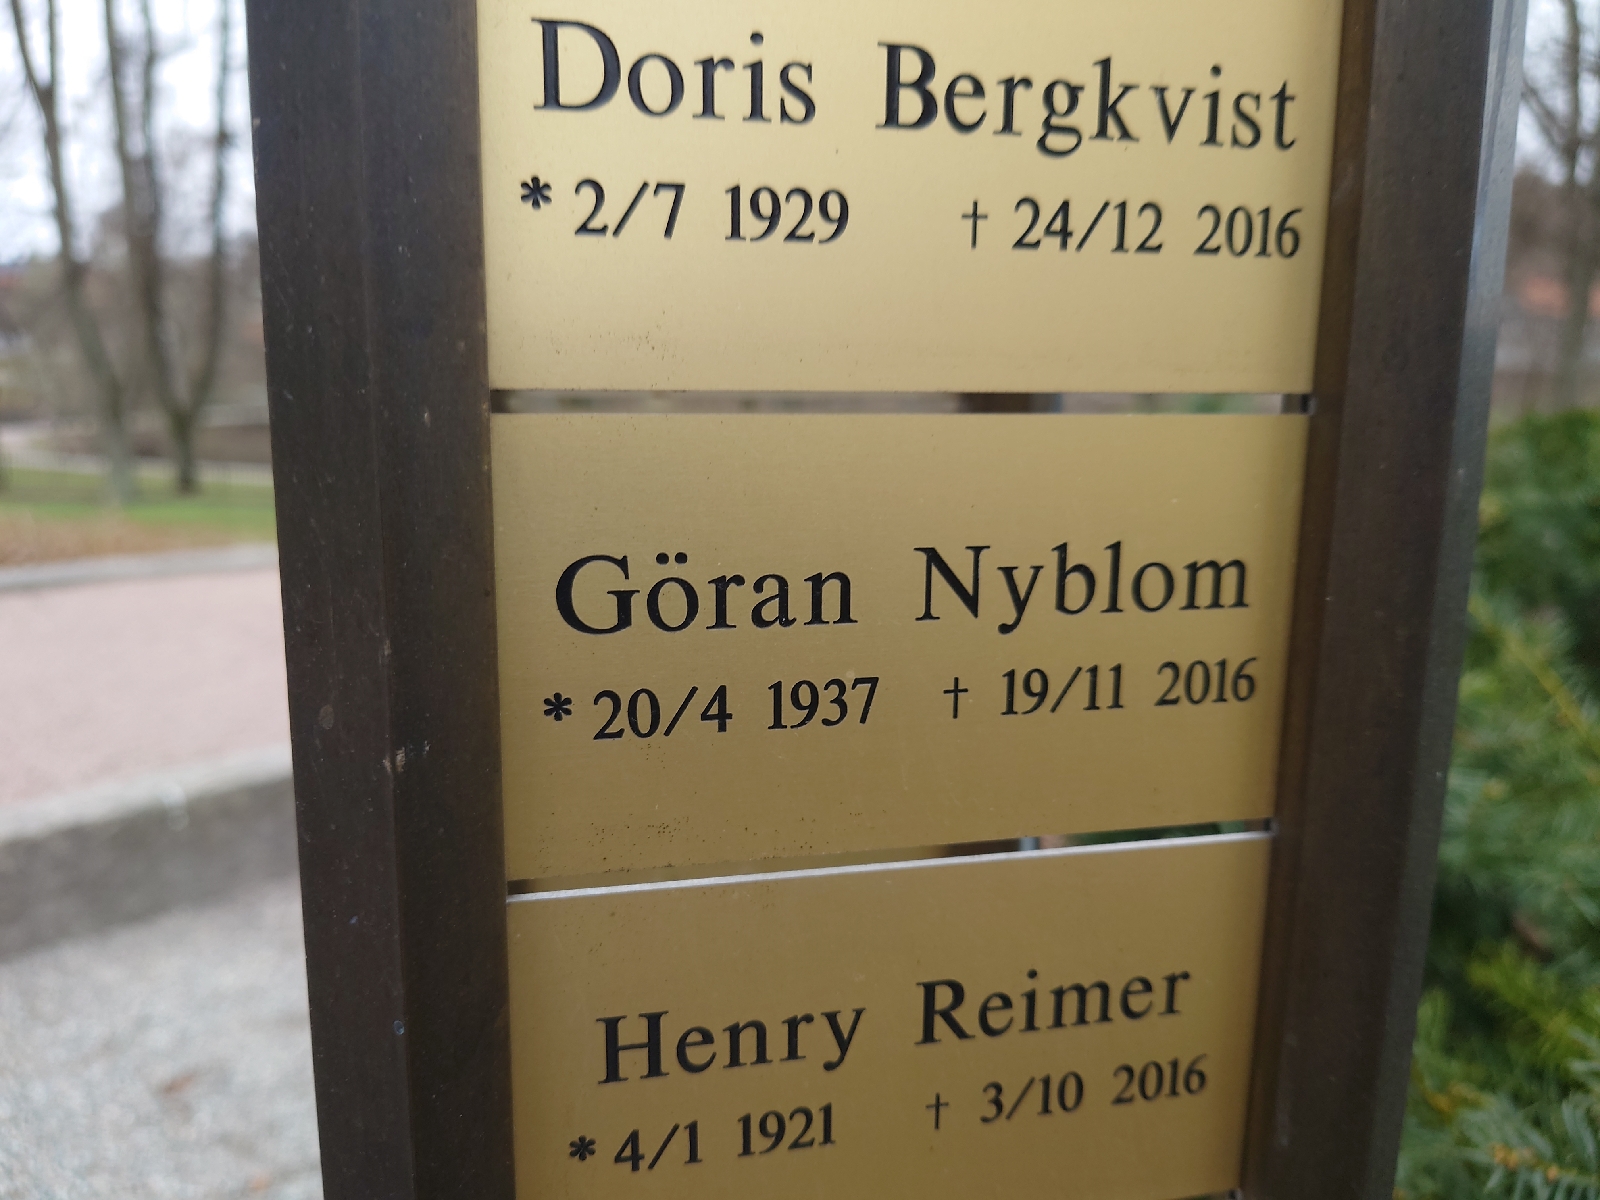 Doris Bergkvist
* 2/7 1929 † 24/12 2016
Göran Nyblom
* 20/4 1937 † 19/11 2016
Henry Reimer
* 4/1 1921 † 3/10 2016